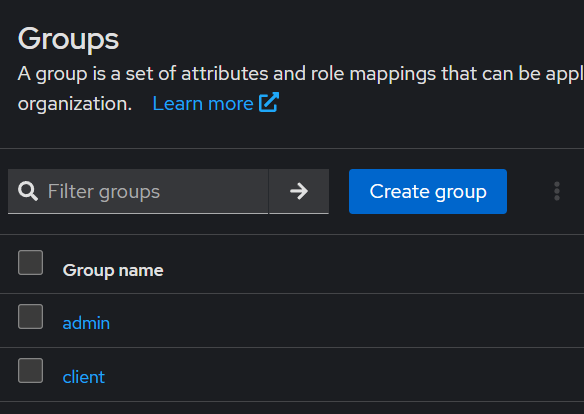 Groups
A group is a set of attributes and role mappings that can be appl
organization. Learn more
Filter groups
Create group
Group name
admin
client